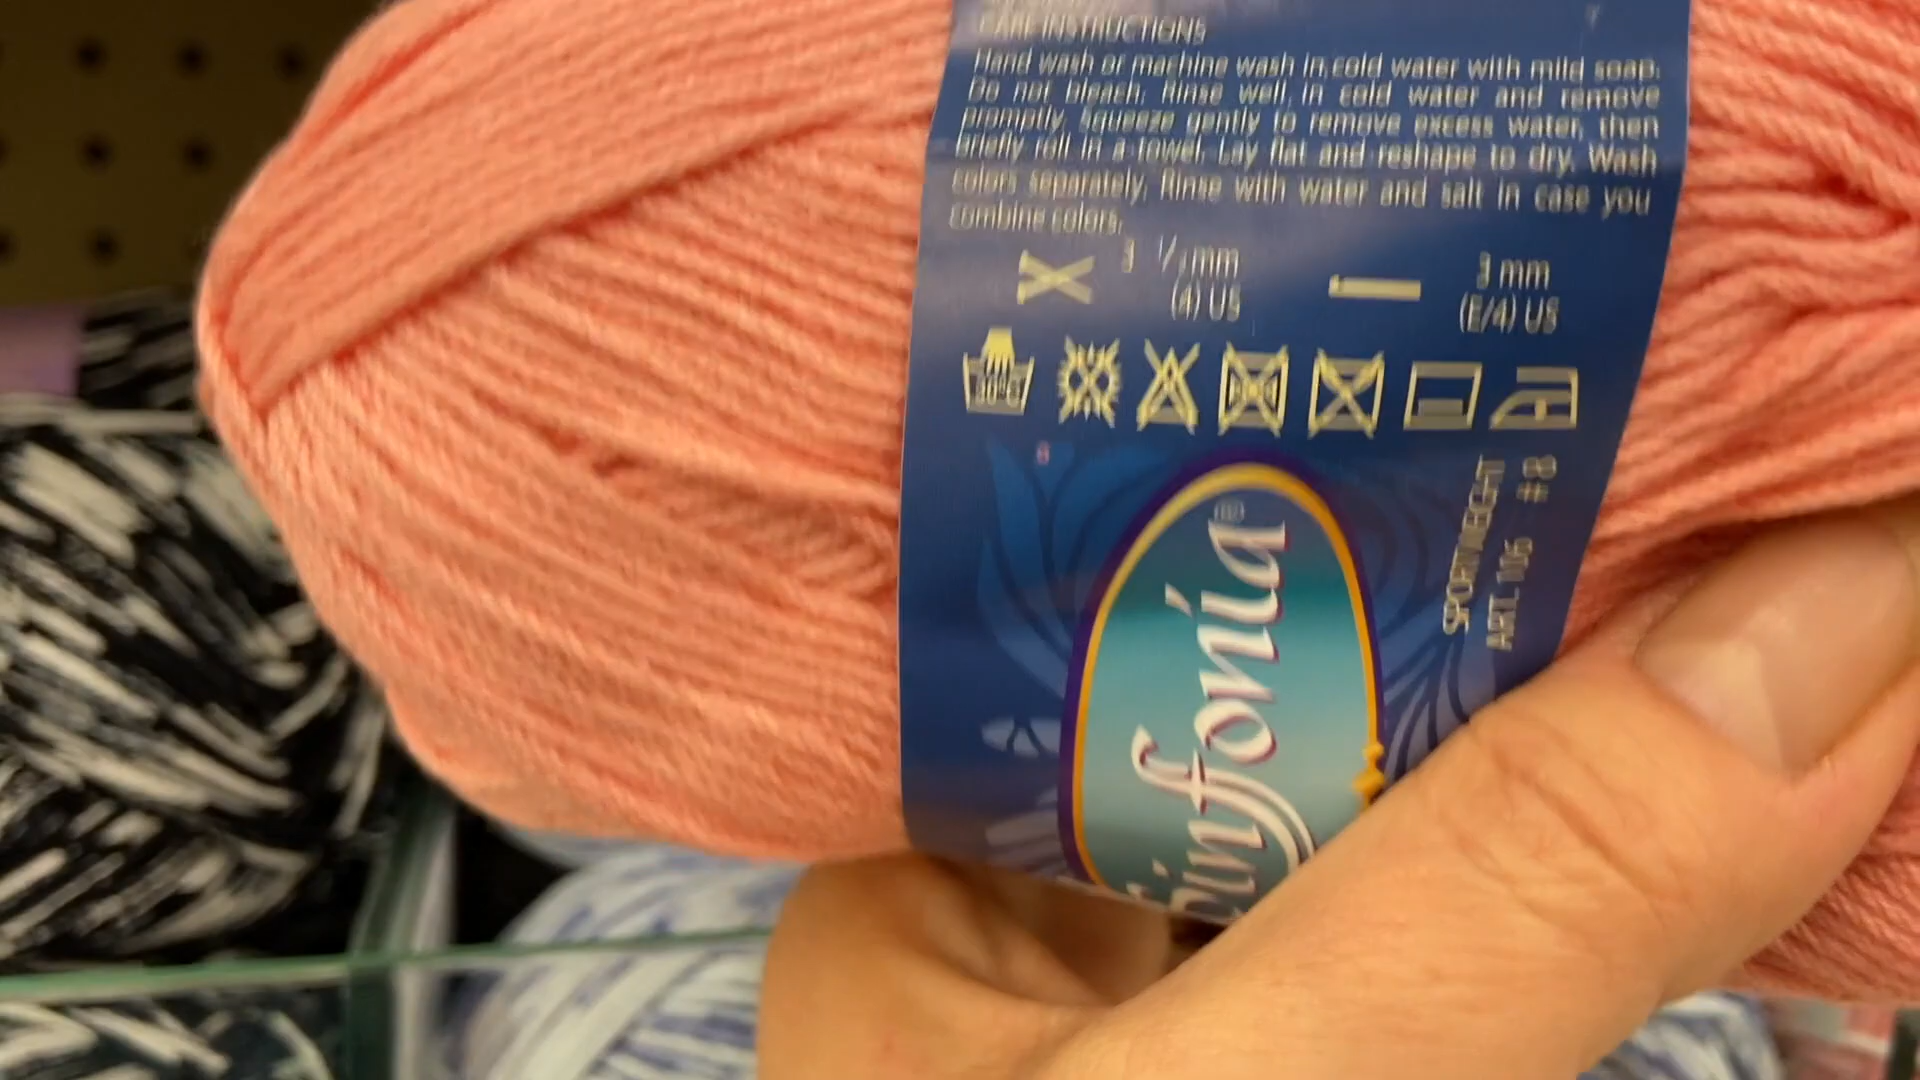 CARE INSTRUCTIONS
Hand wash or machine wash in cold water with mild soap.
Do not bleach. Rinse well in cold water and remove
promptly. Squeeze gently to remove excess water, then
briefly roll in a towel. Lay flat and reshape to dry. Wash
colors separately. Rinse with water and salt in case you
combine colors.
3 1/2 mm
(4) US
3 mm
(E/4) US
30°C
Sinfonía
SPORTWEIGHT
ART. 1106 #8